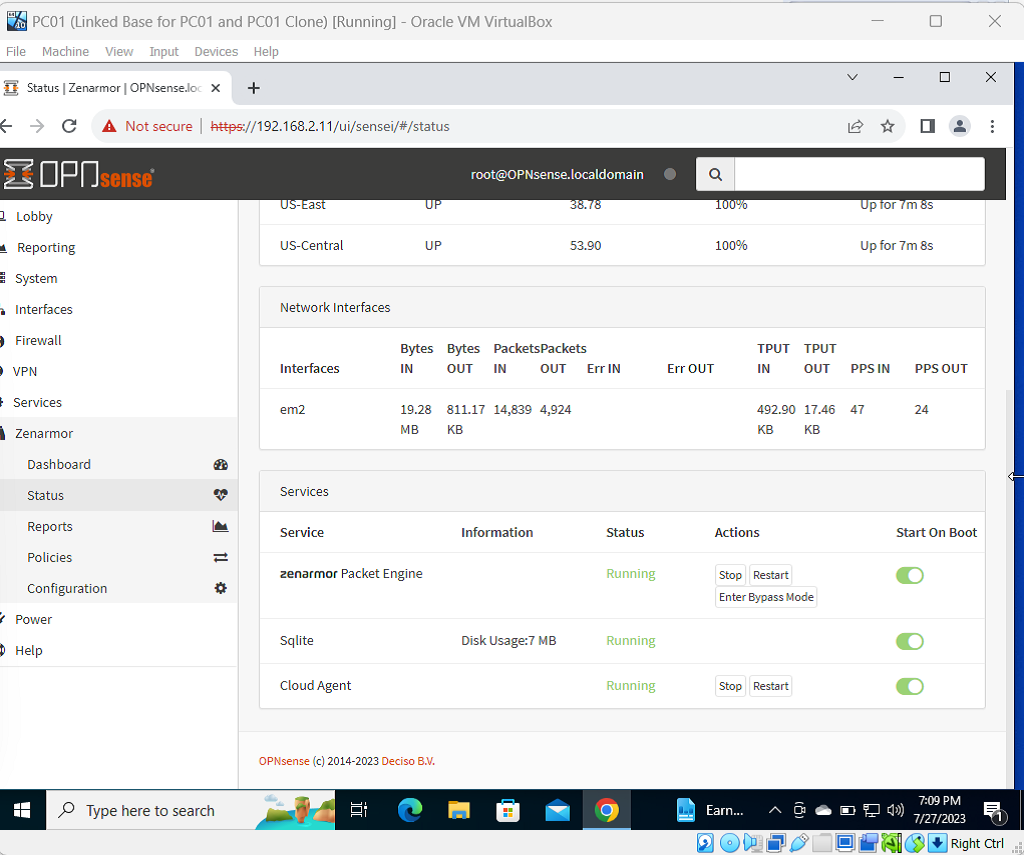 PC01 (Linked Base for PC01 and PC01 Clone) [Running] - Oracle VM VirtualBox
File Machine View Input Devices Help
Status | Zenarmor | OPNsense.loc
Not secure | https://192.168.2.11/ui/sensei/#/status
OPNsense root@OPNsense.localdomain
Lobby
Reporting
System
Interfaces
Firewall
VPN
Services
Zenarmor
Dashboard
Status
Reports
Policies
Configuration
Power
Help
US-East UP 38.78 100% Up for 7m 8s
US-Central UP 53.90 100% Up for 7m 8s
Network Interfaces
Interfaces Bytes IN Bytes OUT Packets IN Packets OUT Err IN Err OUT TPUT IN TPUT OUT PPS IN PPS OUT
em2 19.28 MB 811.17 KB 14,839 4,924 492.90 KB 17.46 KB 47 24
Services
Service Information Status Actions Start On Boot
zenarmor Packet Engine Running Stop Restart
Enter Bypass Mode
Sqlite Disk Usage:7 MB Running
Cloud Agent Running Stop Restart
OPNsense (c) 2014-2023 Deciso B.V.
Type here to search Earn... 7:09 PM
7/27/2023 1
Right Ctrl